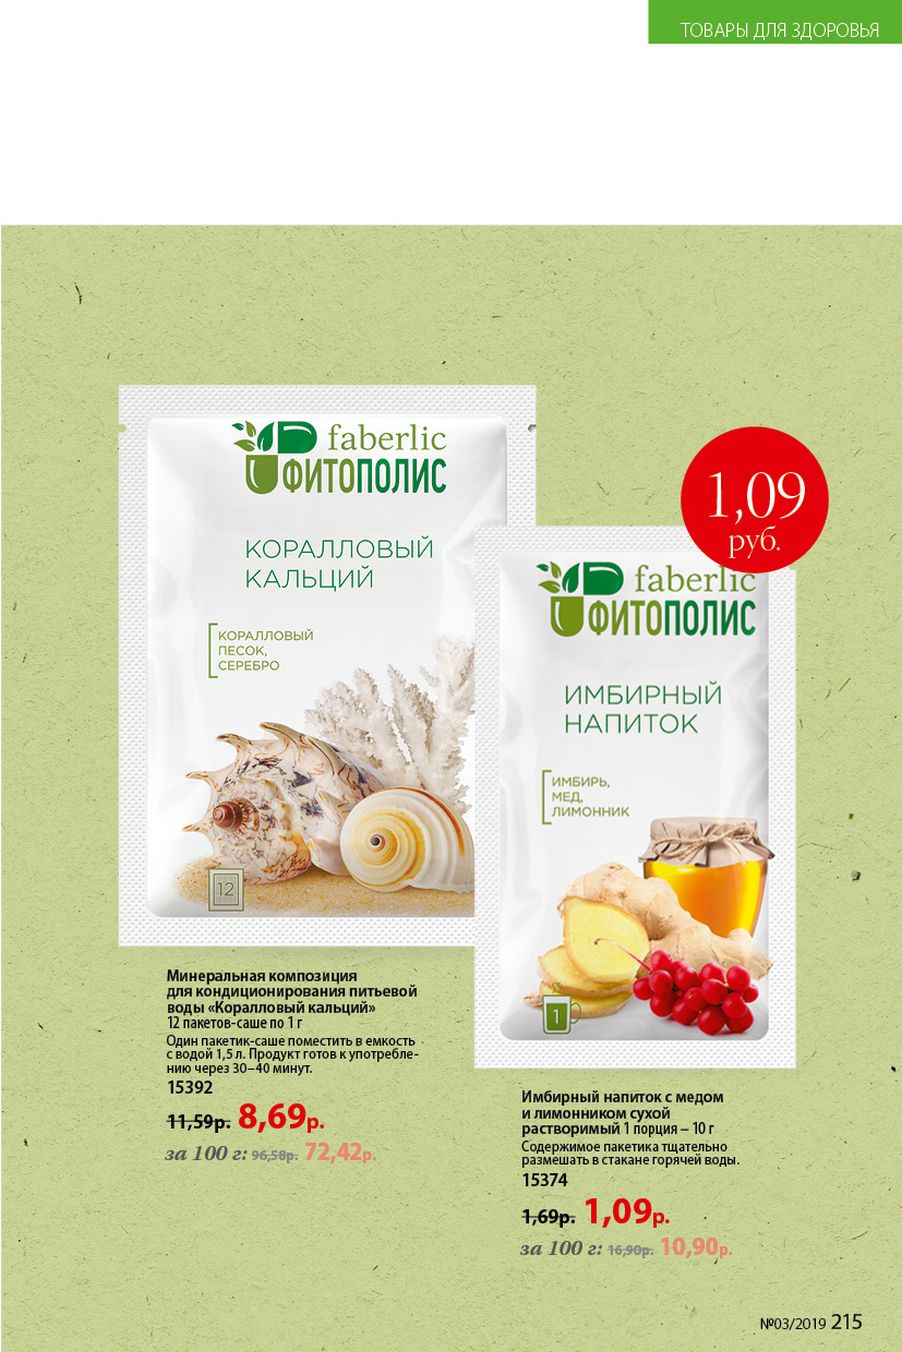 ТОВАРЫ ДЛЯ ЗДОРОВЬЯ
faberlic
ФИТОПОЛИС
КОРАЛЛОВЫЙ
КАЛЬЦИЙ
КОРАЛЛОВЫЙ
ПЕСОК,
СЕРЕБРО
12
1,09
руб.
faberlic
ФИТОПОЛИС
ИМБИРНЫЙ
НАПИТОК
ИМБИРЬ,
МЕД,
ЛИМОННИК
1
Минеральная композиция
для кондиционирования питьевой
воды «Коралловый кальций»
12 пакетов-саше по 1 г
Один пакетик-саше поместить в емкость
с водой 1,5 л. Продукт готов к употребле-
нию через 30–40 минут.
15392
11,59р. 8,69р.
за 100 г: 96,58р. 72,42р.
Имбирный напиток с медом
и лимонником сухой
растворимый 1 порция – 10 г
Содержимое пакетика тщательно
размешать в стакане горячей воды.
15374
1,69р. 1,09р.
за 100 г: 16,90р. 10,90р.
№03/2019 215